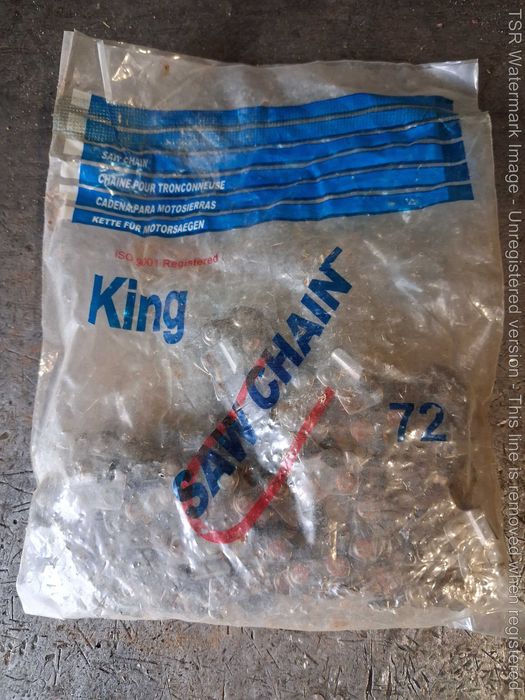 SAW CHAIN
CHAINE POUR TRONCONNEUSE
CADENA PARA MOTOSIERRAS
KETTE FÜR MOTORSAEGEN
ISO 9001 Registered
King
SAW CHAIN
72
TSR Watermark Image - Unregistered version - This line is removed when registered